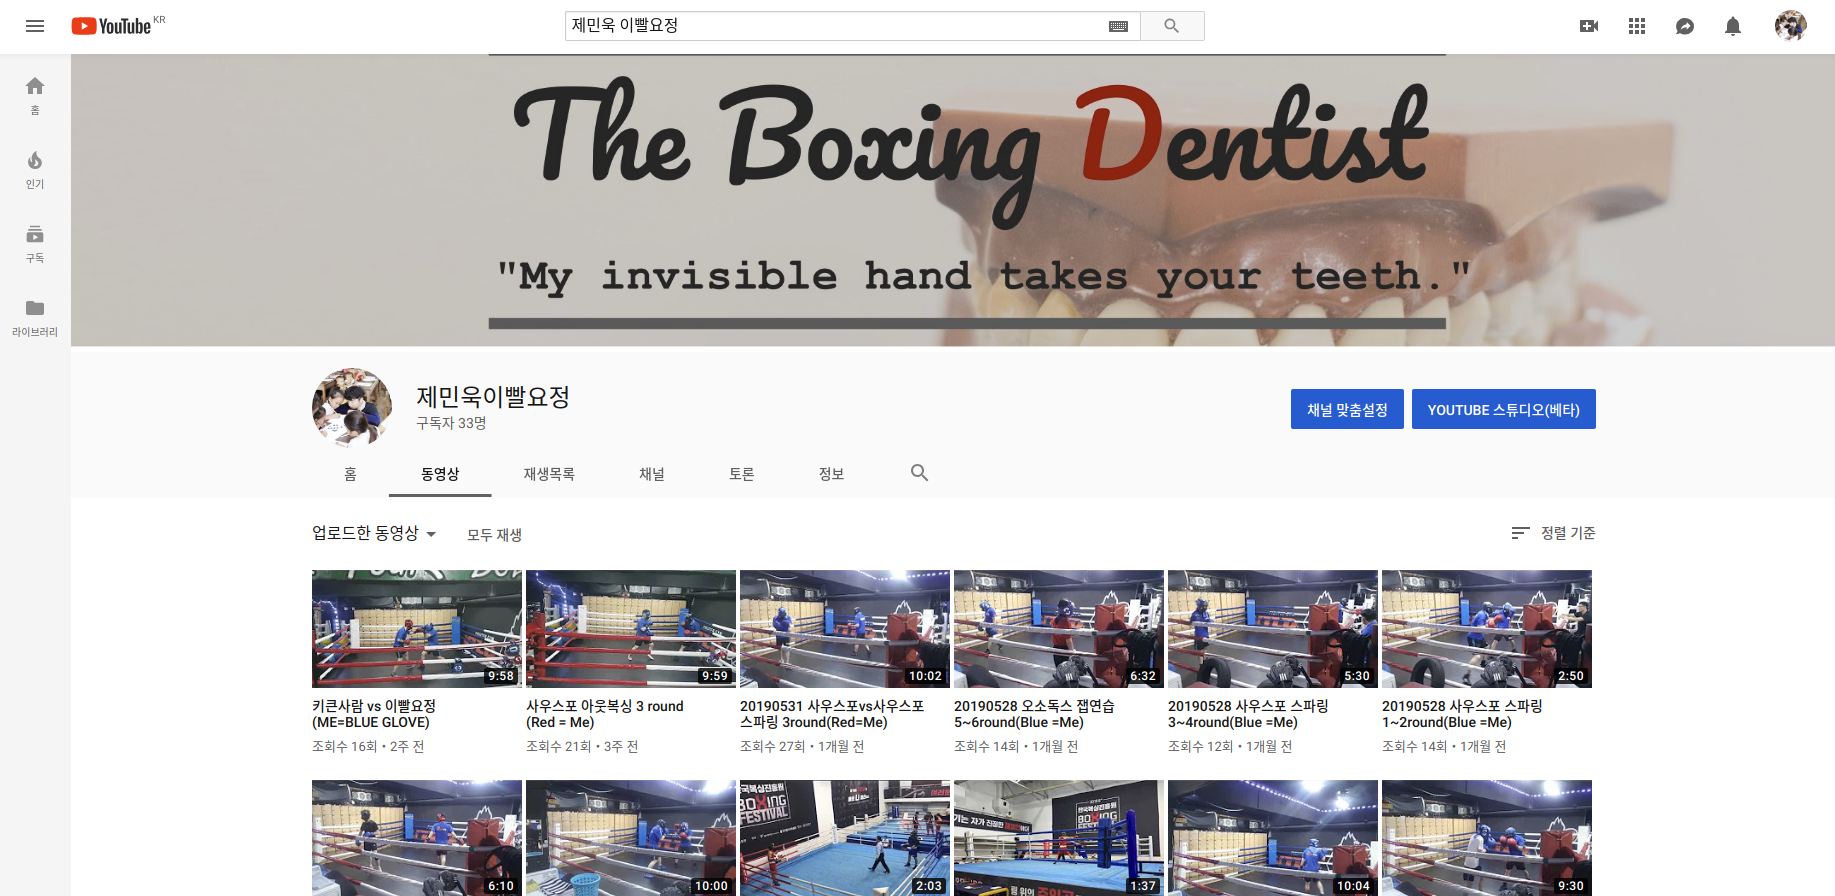 YouTube KR
제민욱 이빨요정
홈
인기
구독
라이브러리
The Boxing Dentist
"My invisible hand takes your teeth."
제민욱이빨요정
구독자 33명
채널 맞춤설정
YOUTUBE 스튜디오(베타)
홈 동영상 재생목록 채널 토론 정보
업로드한 동영상 모두 재생
정렬 기준
9:58 9:59 10:02 6:32 5:30 2:50
키큰사람 vs 이빨요정
(ME=BLUE GLOVE)
조회수 16회 • 2주 전
사우스포 아웃복싱 3 round
(Red = Me)
조회수 21회 • 3주 전
20190531 사우스포vs사우스포
스파링 3round(Red=Me)
조회수 27회 • 1개월 전
20190528 오소독스 잽연습
5~6round(Blue =Me)
조회수 14회 • 1개월 전
20190528 사우스포 스파링
3~4round(Blue =Me)
조회수 12회 • 1개월 전
20190528 사우스포 스파링
1~2round(Blue =Me)
조회수 14회 • 1개월 전
BOXING
FESTIVAL
한국복싱진흥원
BOXING
6:10 10:00 2:03 1:37 10:04 9:30